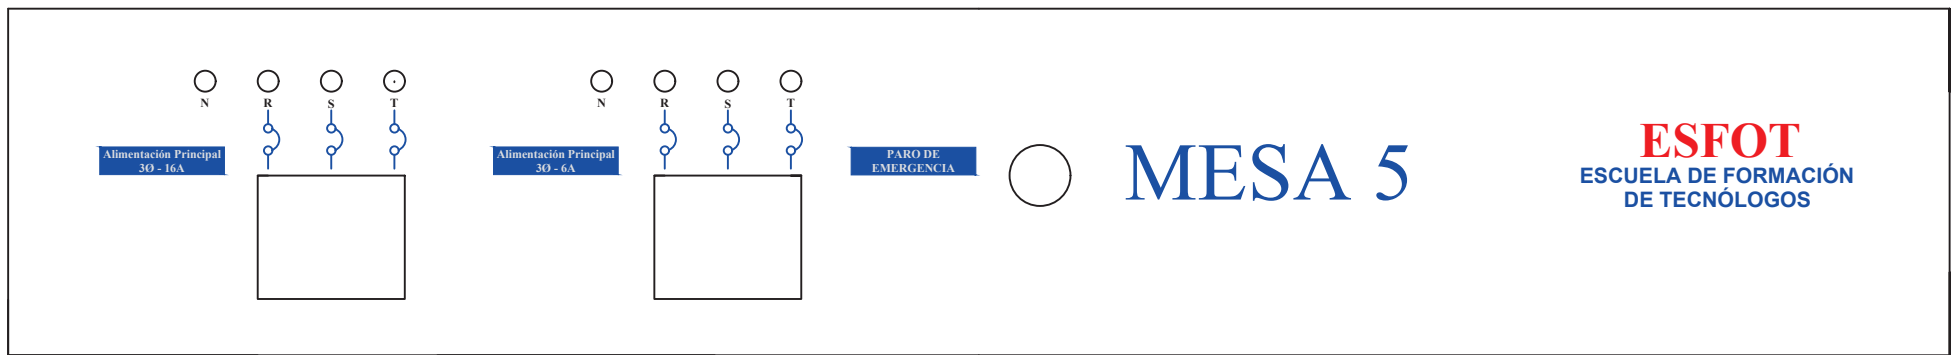 N R S T
Alimentación Principal
3Ø - 16A
N R S T
Alimentación Principal
3Ø - 6A
PARO DE
EMERGENCIA
MESA 5
ESFOT
ESCUELA DE FORMACIÓN
DE TECNÓLOGOS